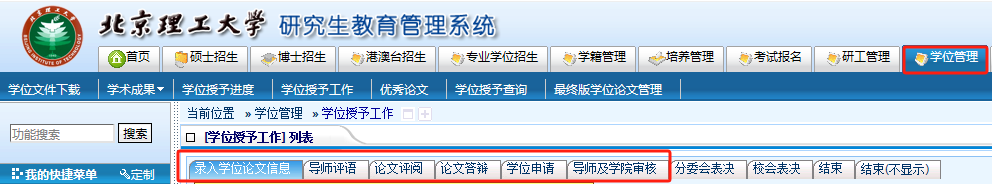 北京理工大学 研究生教育管理系统
首页 硕士招生 博士招生 港澳台招生 专业学位招生 学籍管理 培养管理 考试报名 研工管理 学位管理
学位文件下载 学术成果 学位授予进度 学位授予工作 优秀论文 学位授予查询 最终版学位论文管理
当前位置 » 学位管理 » 学位授予工作
功能搜索 搜索
[学位授予工作] 列表
录入学位论文信息 导师评语 论文评阅 论文答辩 学位申请 导师及学院审核 分委会表决 校会表决 结束 结束(不显示)
我的快捷菜单 定制